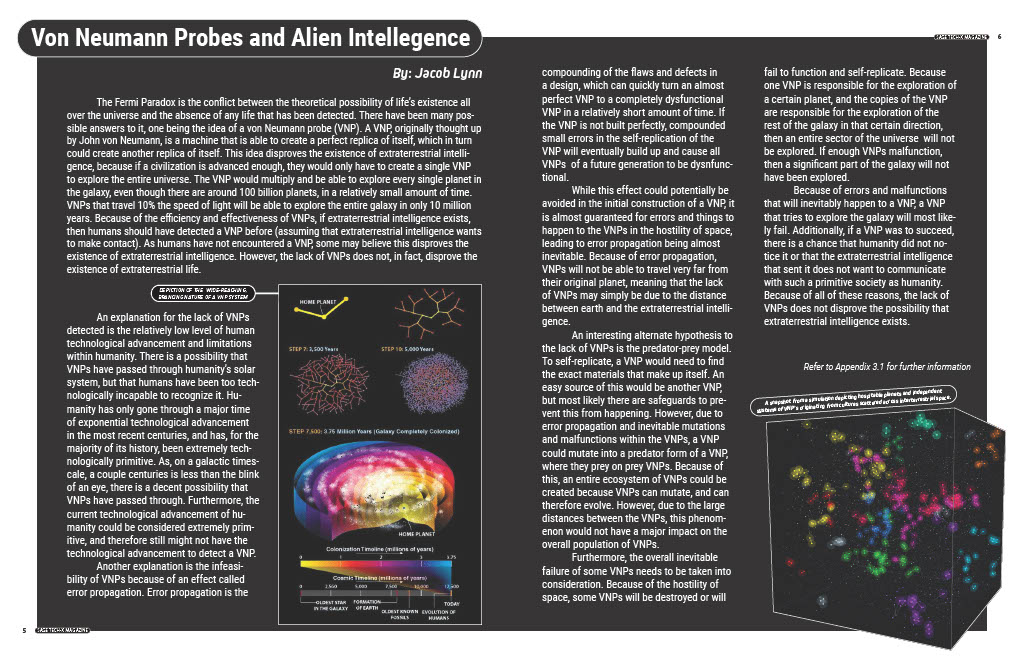 Von Neumann Probes and Alien Intellegence
By: Jacob Lynn
The Fermi Paradox is the conflict between the theoretical possibility of life's existence all
over the universe and the absence of any life that has been detected. There have been many pos-
sible answers to it, one being the idea of a von Neumann probe (VNP). A VNP, originally thought up
by John von Neumann, is a machine that is able to create a perfect replica of itself, which in turn
could create another replica of itself. This idea disproves the existence of extraterrestrial intelli-
gence, because if a civilization is advanced enough, they would only have to create a single VNP
to explore the entire universe. The VNP would multiply and be able to explore every single planet in
the galaxy, even though there are around 100 billion planets, in a relatively small amount of time.
VNPs that travel 10% the speed of light will be able to explore the entire galaxy in only 10 million
years. Because of the efficiency and effectiveness of VNPs, if extraterrestrial intelligence exists,
then humans should have detected a VNP before (assuming that extraterrestrial intelligence wants
to make contact). As humans have not encountered a VNP, some may believe this disproves the
existence of extraterrestrial intelligence. However, the lack of VNPs does not, in fact, disprove the
existence of extraterrestrial life.
DEPICTION OF THE WIDE-REACHING,
BRANCHING NATURE OF A VNP SYSTEM
An explanation for the lack of VNPs
detected is the relatively low level of human
technological advancement and limitations
within humanity. There is a possibility that
VNPs have passed through humanity's solar
system, but that humans have been too tech-
nologically incapable to recognize it. Hu-
manity has only gone through a major time
of exponential technological advancement
in the most recent centuries, and has, for the
majority of its history, been extremely tech-
nologically primitive. As, on a galactic times-
cale, a couple centuries is less than the blink
of an eye, there is a decent possibility that
VNPs have passed through. Furthermore, the
current technological advancement of hu-
manity could be considered extremely prim-
itive, and therefore still might not have the
technological advancement to detect a VNP.
Another explanation is the infeasi-
bility of VNPs because of an effect called
error propagation. Error propagation is the
HOME PLANET
STEP 7: 3,500 Years
STEP 10: 5,000 Years
STEP 7,500: 3.75 Million Years (Galaxy Completely Colonized)
HOME PLANET
Colonization Timeline (millions of years)
0 1 2 3 3.75
Cosmic Timeline (millions of years)
0 2,500 5,000 7,500 10,000 12,500
OLDEST STAR
IN THE GALAXY
FORMATION
OF EARTH
OLDEST KNOWN
FOSSILS
EVOLUTION OF
HUMANS
TODAY
5 CASE TECH-X MAGAZINE
CASE TECH-X MAGAZINE 6
compounding of the flaws and defects in
a design, which can quickly turn an almost
perfect VNP to a completely dysfunctional
VNP in a relatively short amount of time. If
the VNP is not built perfectly, compounded
small errors in the self-replication of the
VNP will eventually build up and cause all
VNPs of a future generation to be dysnfunc-
tional.
While this effect could potentially be
avoided in the initial construction of a VNP, it
is almost guaranteed for errors and things to
happen to the VNPs in the hostility of space,
leading to error propagation being almost
inevitable. Because of error propagation,
VNPs will not be able to travel very far from
their original planet, meaning that the lack
of VNPs may simply be due to the distance
between earth and the extraterrestrial intelli-
gence.
An interesting alternate hypothesis to
the lack of VNPs is the predator-prey model.
To self-replicate, a VNP would need to find
the exact materials that make up itself. An
easy source of this would be another VNP,
but most likely there are safeguards to pre-
vent this from happening. However, due to
error propagation and inevitable mutations
and malfunctions within the VNPs, a VNP
could mutate into a predator form of a VNP,
where they prey on prey VNPs. Because of
this, an entire ecosystem of VNPs could be
created because VNPs can mutate, and can
therefore evolve. However, due to the large
distances between the VNPs, this phenom-
enon would not have a major impact on the
overall population of VNPs.
Furthermore, the overall inevitable
failure of some VNPs needs to be taken into
consideration. Because of the hostility of
space, some VNPs will be destroyed or will
fail to function and self-replicate. Because
one VNP is responsible for the exploration of
a certain planet, and the copies of the VNP
are responsible for the exploration of the
rest of the galaxy in that certain direction,
then an entire sector of the universe will not
be explored. If enough VNPs malfunction,
then a significant part of the galaxy will not
have been explored.
Because of errors and malfunctions
that will inevitably happen to a VNP, a VNP
that tries to explore the galaxy will most like-
ly fail. Additionally, if a VNP was to succeed,
there is a chance that humanity did not no-
tice it or that the extraterrestrial intelligence
that sent it does not want to communicate
with such a primitive society as humanity.
Because of all of these reasons, the lack of
VNPs does not disprove the possibility that
extraterrestrial intelligence exists.
Refer to Appendix 3.1 for further information
A snapshot from a simulation depicting hospitable planets and independent
systems of VNP's originating from cultures scattered across interterrestrial space.